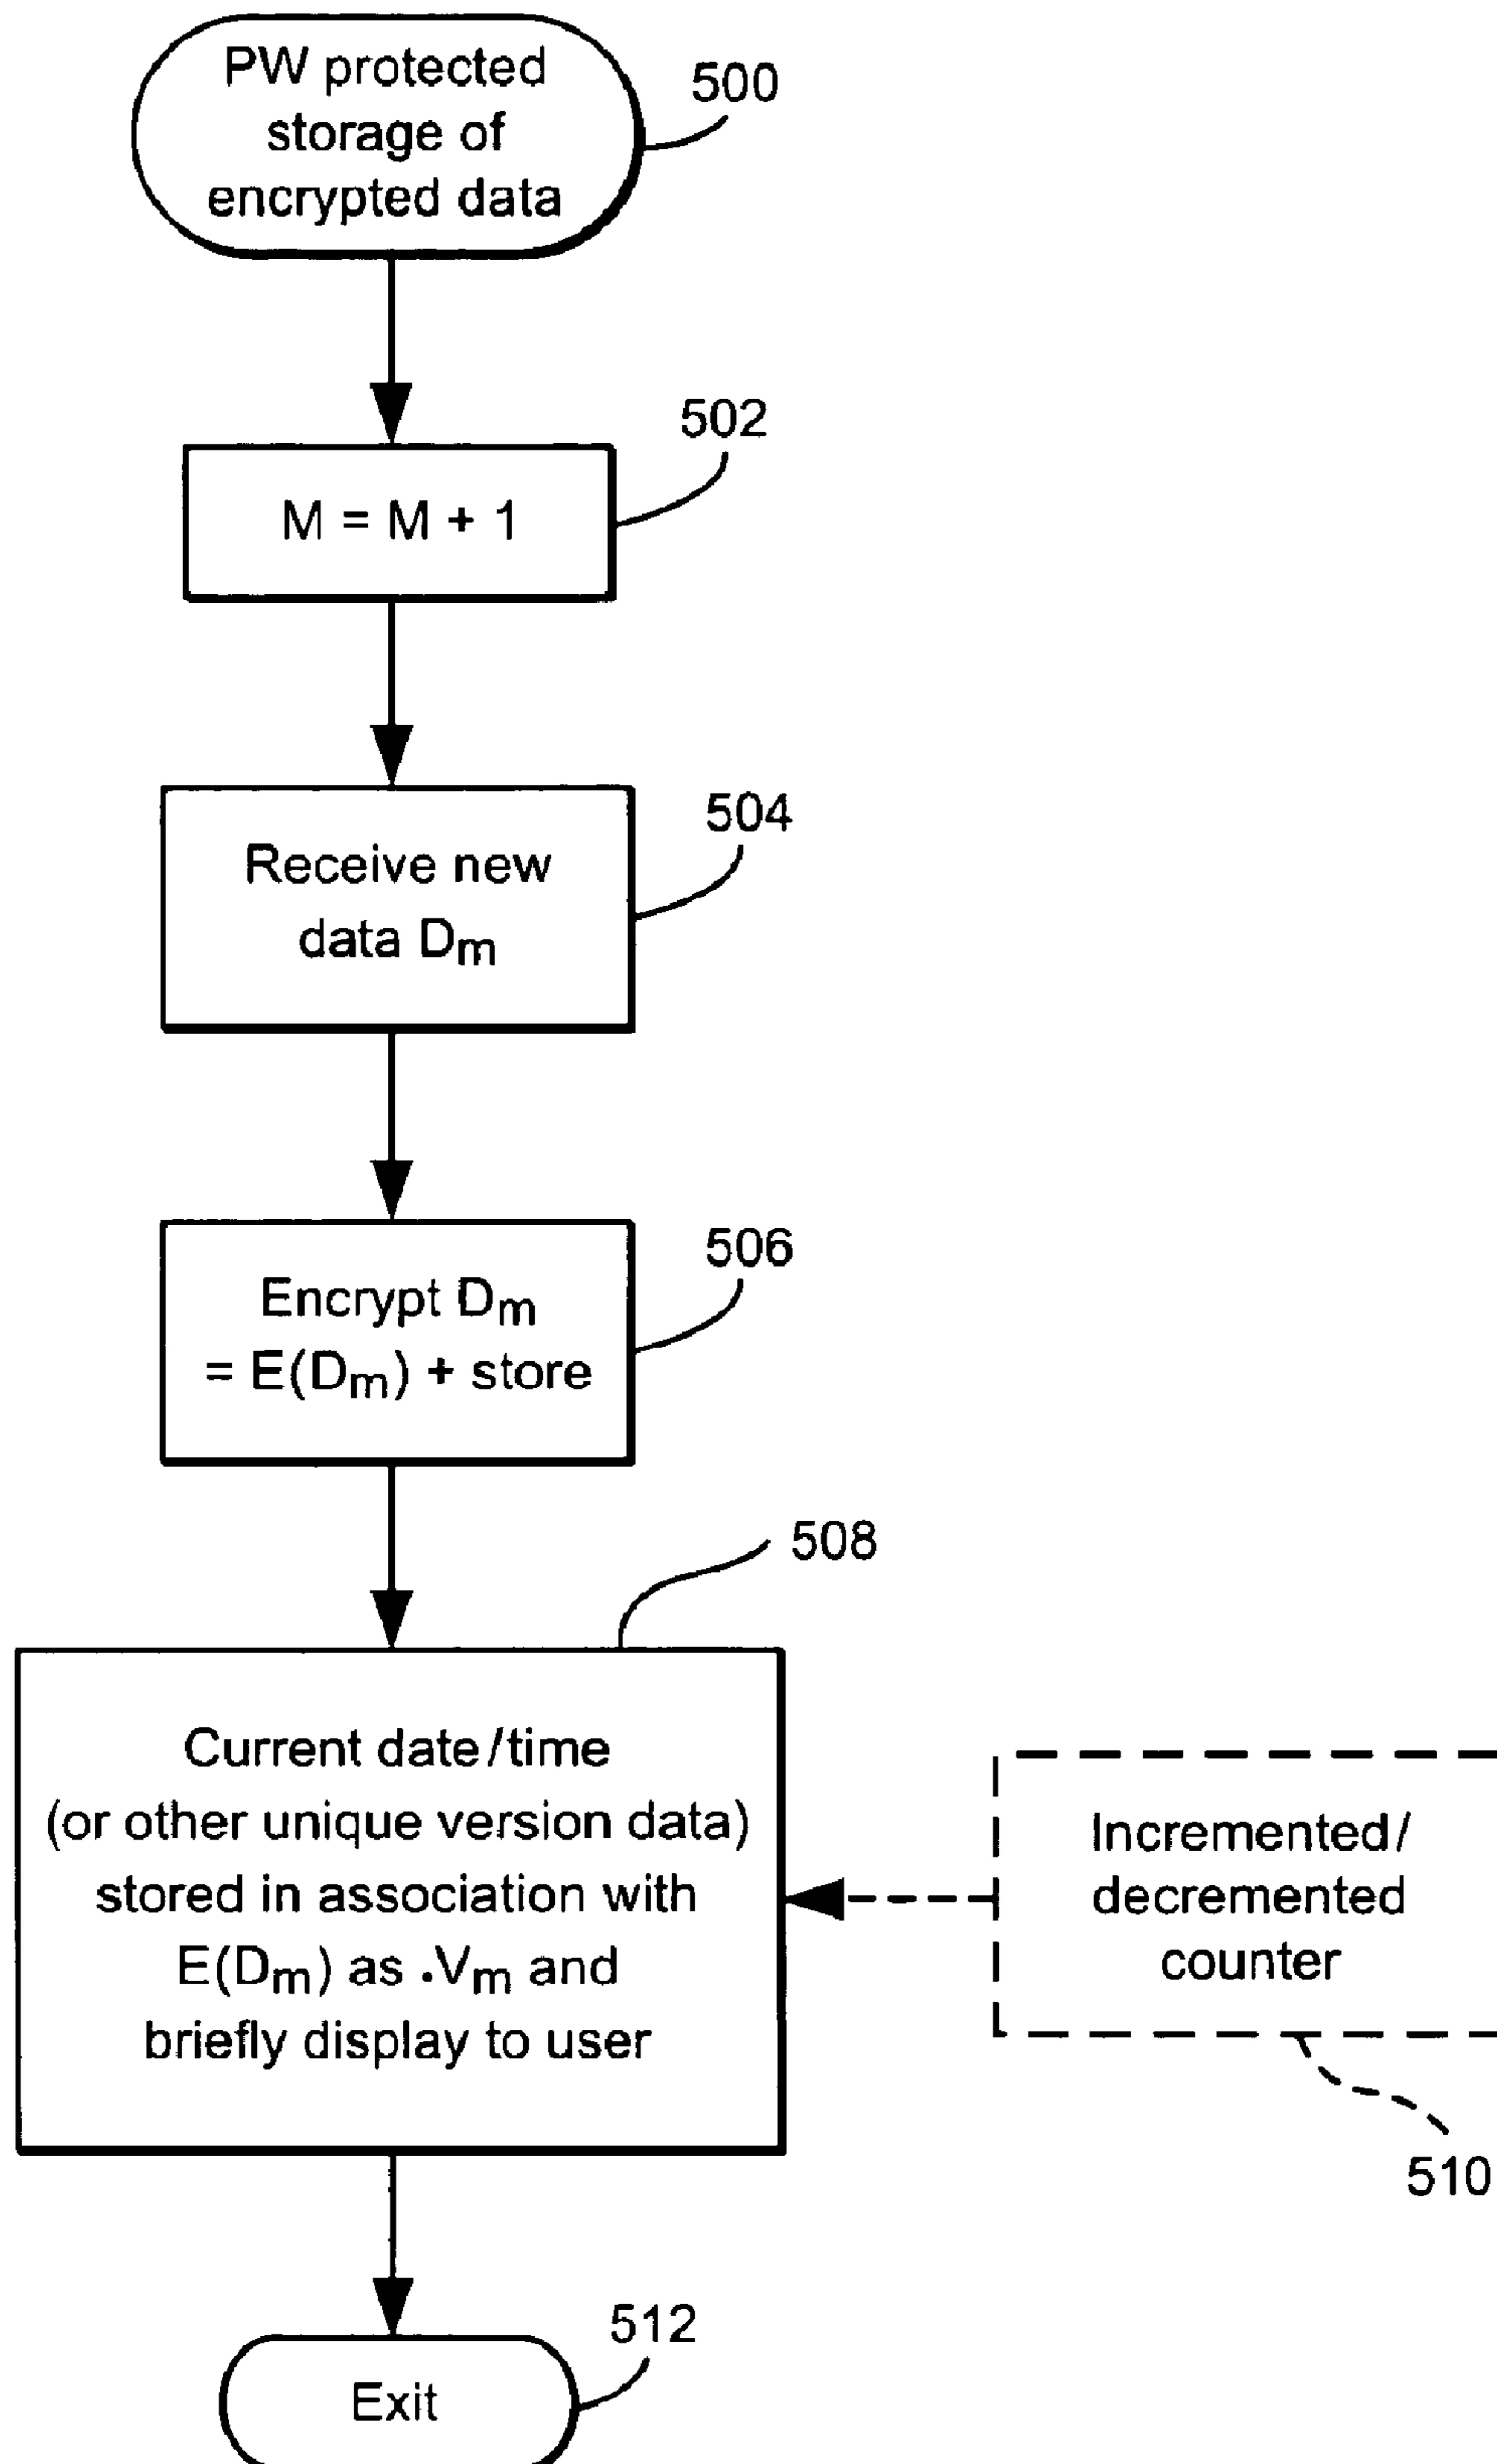 PW protected
storage of
encrypted data
500
502
M = M + 1
504
Receive new
data Dm
506
Encrypt Dm
= E(Dm) + store
508
Current date/time
(or other unique version data)
stored in association with
E(Dm) as .Vm and
briefly display to user
Incremented/
decremented
counter
510
512
Exit